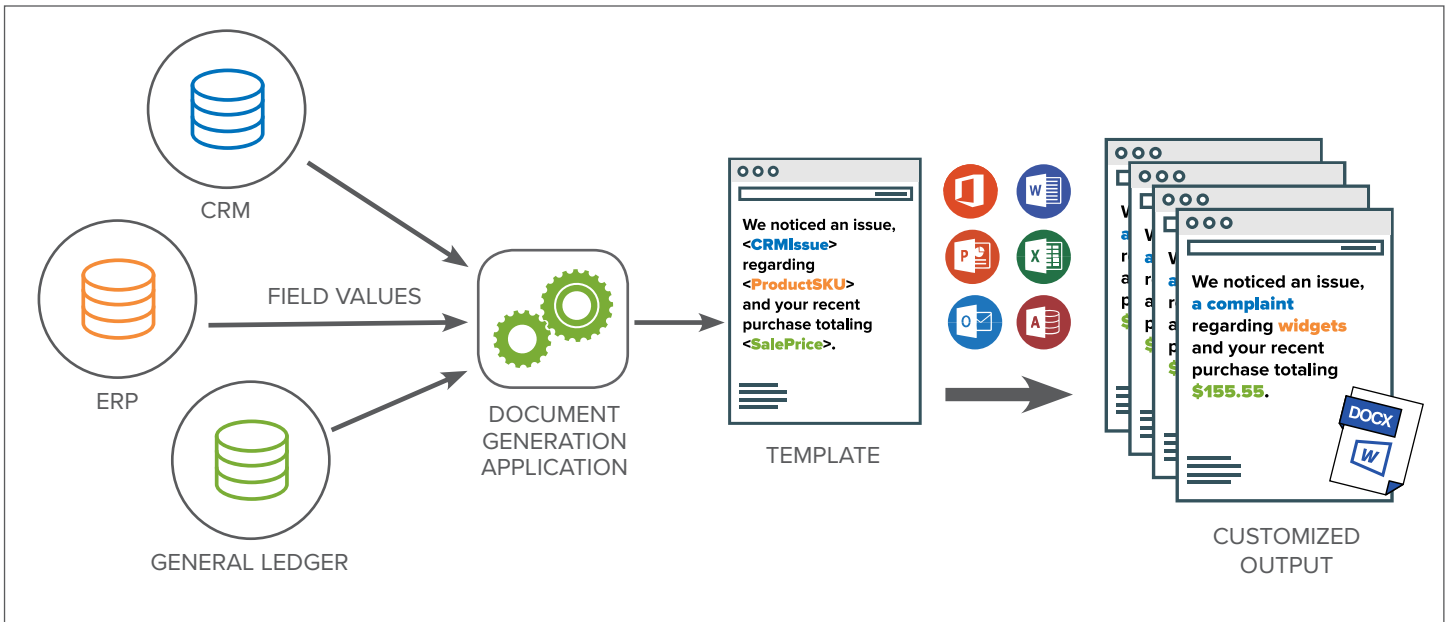 CRM
ERP
GENERAL LEDGER
FIELD VALUES
DOCUMENT
GENERATION
APPLICATION
We noticed an issue,
<CRMIssue>
regarding
<ProductSKU>
and your recent
purchase totaling
<SalePrice>.
TEMPLATE
W
P
X
O
A
We noticed an issue,
a complaint
regarding widgets
and your recent
purchase totaling
$155.55.
DOCX
W
CUSTOMIZED
OUTPUT